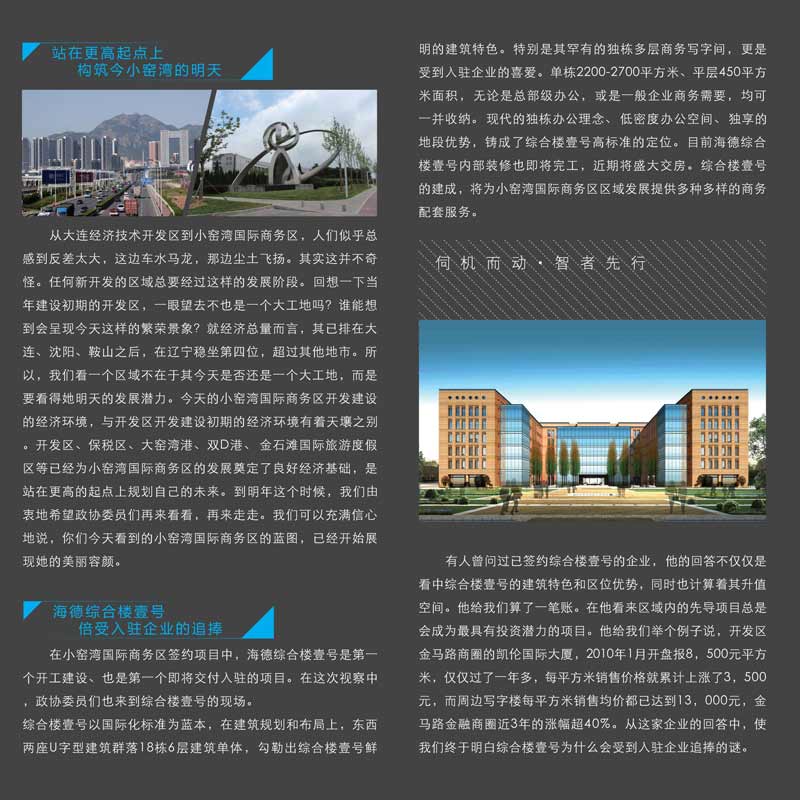 站在更高起点上
构筑今小窑湾的明天
从大连经济技术开发区到小窑湾国际商务区，人们似乎总
感到反差太大，这边车水马龙，那边尘土飞扬。其实这并不奇
怪。任何新开发的区域总要经过这样的发展阶段。回想一下当
年建设初期的开发区，一眼望去不也是一个大工地吗？谁能想
到会呈现今天这样的繁荣景象？就经济总量而言，其已排在大
连、沈阳、鞍山之后，在辽宁稳坐第四位，超过其他地市。所
以，我们看一个区域不在于其今天是否还是一个大工地，而是
要看得她明天的发展潜力。今天的小窑湾国际商务区开发建设
的经济环境，与开发区开发建设初期的经济环境有着天壤之别
。开发区、保税区、大窑湾港、双D港、金石滩国际旅游度假
区等已经为小窑湾国际商务区的发展奠定了良好经济基础，是
站在更高的起点上规划自己的未来。到明年这个时候，我们由
衷地希望政协委员们再来看看，再来走走。我们可以充满信心
地说，你们今天看到的小窑湾国际商务区的蓝图，已经开始展
现她的美丽容颜。
海德综合楼壹号
倍受入驻企业的追捧
在小窑湾国际商务区签约项目中，海德综合楼壹号是第一
个开工建设、也是第一个即将交付入驻的项目。在这次视察中
，政协委员们也来到综合楼壹号的现场。
综合楼壹号以国际化标准为蓝本，在建筑规划和布局上，东西
两座U字型建筑群落18栋6层建筑单体，勾勒出综合楼壹号鲜
明的建筑特色。特别是其罕有的独栋多层商务写字间，更是
受到入驻企业的喜爱。单栋2200-2700平方米、平层450平方
米面积，无论是总部级办公，或是一般企业商务需要，均可
一并收纳。现代的独栋办公理念、低密度办公空间、独享的
地段优势，铸成了综合楼壹号高标准的定位。目前海德综合
楼壹号内部装修也即将完工，近期将盛大交房。综合楼壹号
的建成，将为小窑湾国际商务区区域发展提供多种多样的商务
配套服务。
伺机而动·智者先行
有人曾问过已签约综合楼壹号的企业，他的回答不仅仅是
看中综合楼壹号的建筑特色和区位优势，同时也计算着其升值
空间。他给我们算了一笔账。在他看来区域内的先导项目总是
会成为最具有投资潜力的项目。他给我们举个例子说，开发区
金马路商圈的凯伦国际大厦，2010年1月开盘报8，500元平方
米，仅仅过了一年多，每平方米销售价格就累计上涨了3，500
元，而周边写字楼每平方米销售均价都已达到13，000元，金
马路金融商圈近3年的涨幅超40%。从这家企业的回答中，使
我们终于明白综合楼壹号为什么会受到入驻企业追捧的谜。